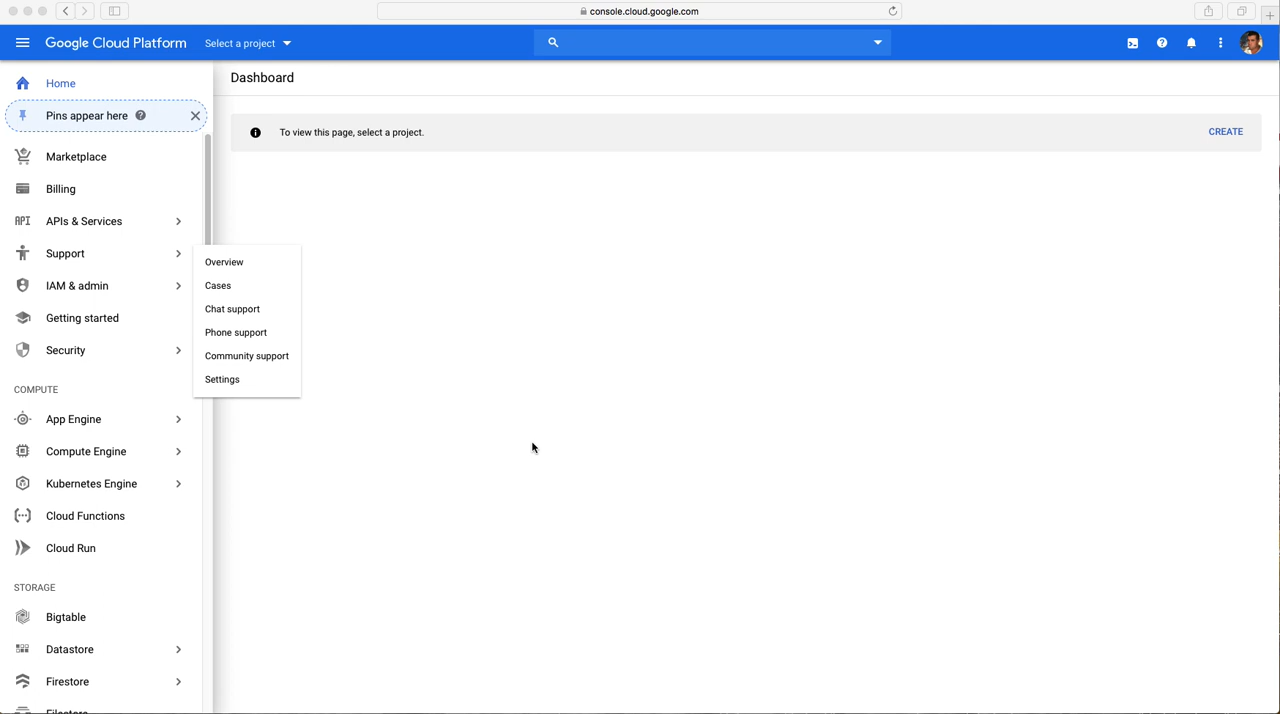 console.cloud.google.com
Google Cloud Platform
Select a project
Home
Pins appear here
Marketplace
Billing
API APIs & Services
Support
IAM & admin
Getting started
Security
COMPUTE
App Engine
Compute Engine
Kubernetes Engine
Cloud Functions
Cloud Run
STORAGE
Bigtable
Datastore
Firestore
Filestore
Overview
Cases
Chat support
Phone support
Community support
Settings
Dashboard
To view this page, select a project.
CREATE